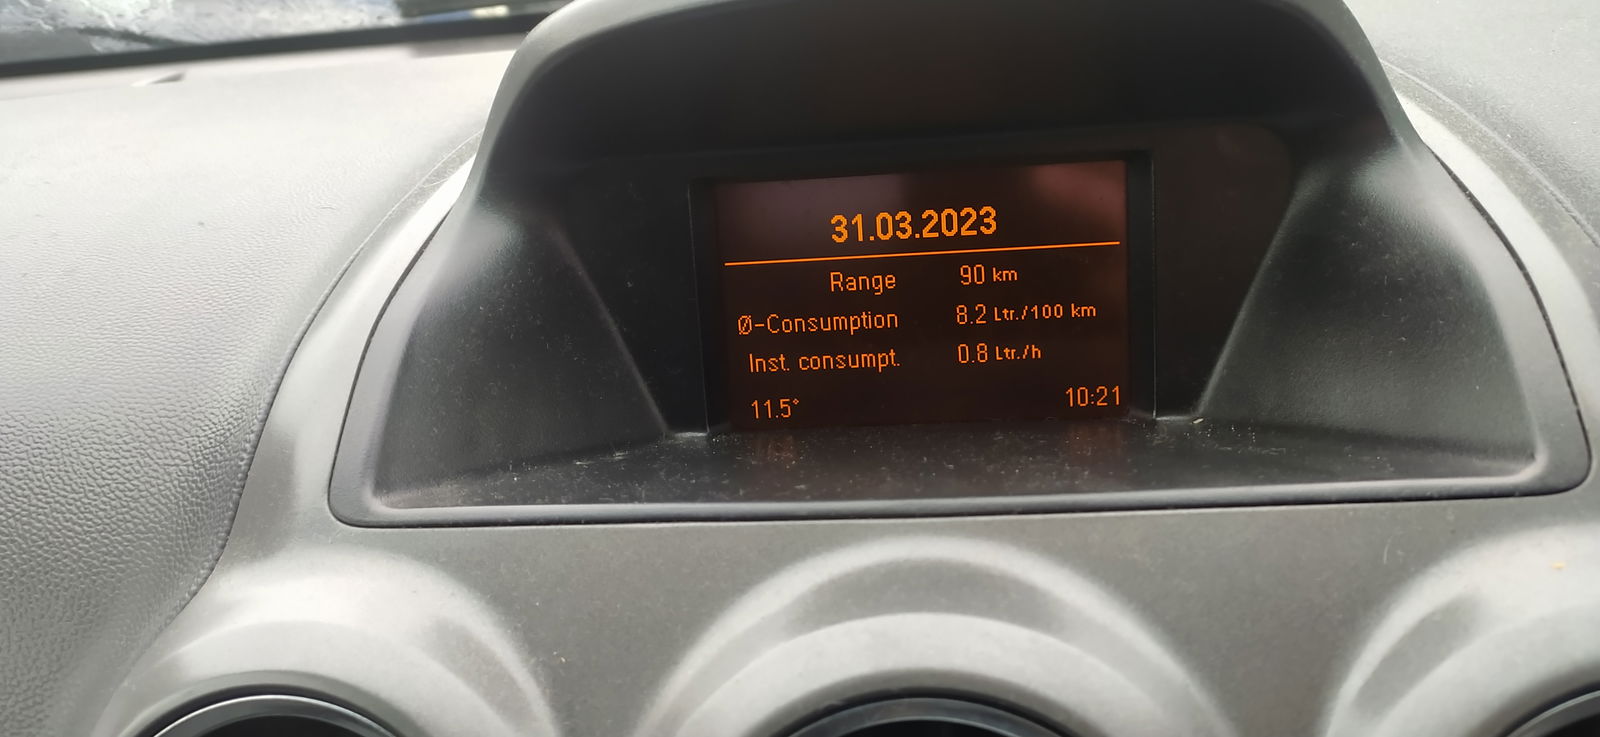 31.03.2023
Range 90 km
Ø-Consumption 8.2 Ltr./100 km
Inst. consumpt. 0.8 Ltr./h
11.5° 10:21